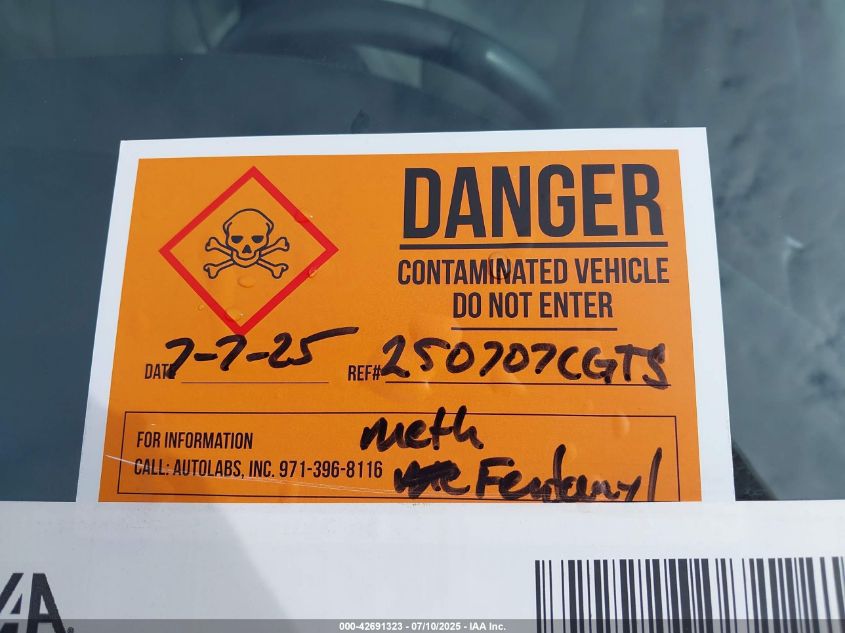 DANGER
CONTAMINATED VEHICLE
DO NOT ENTER
DATE 7-7-25 REF# 250707CGTS
FOR INFORMATION
CALL: AUTOLABS, INC. 971-396-8116
Meth
Fentanyl
000-42691323 - 07/10/2025 - IAA Inc.